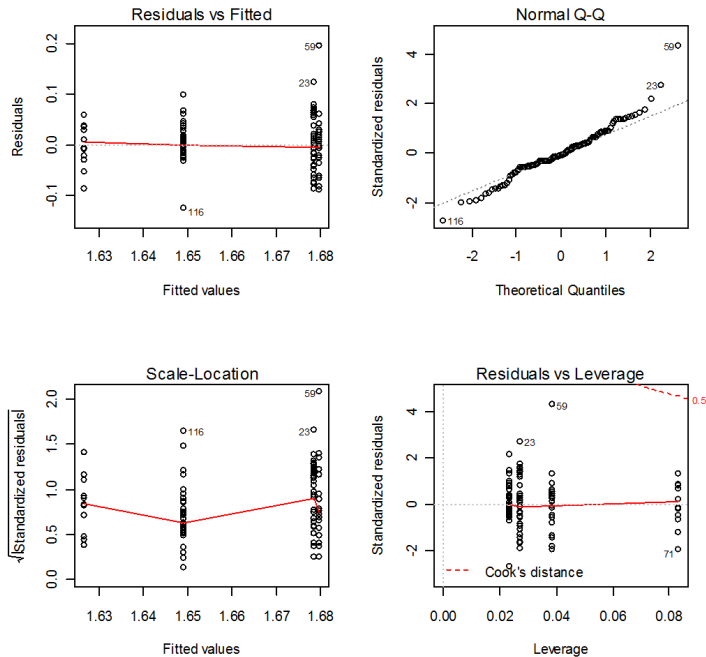 Residuals vs Fitted
Residuals
0.2
0.1
0.0
-0.1
59
23
116
1.63 1.64 1.65 1.66 1.67 1.68
Fitted values
Normal Q-Q
Standardized residuals
4
2
0
-2
59
23
116
-2 -1 0 1 2
Theoretical Quantiles
Scale-Location
√|Standardized residuals|
2.0
1.5
1.0
0.5
0.0
59
116
23
1.63 1.64 1.65 1.66 1.67 1.68
Fitted values
Residuals vs Leverage
Standardized residuals
4
2
0
-2
0.5
59
23
71
Cook's distance
0.00 0.02 0.04 0.06 0.08
Leverage